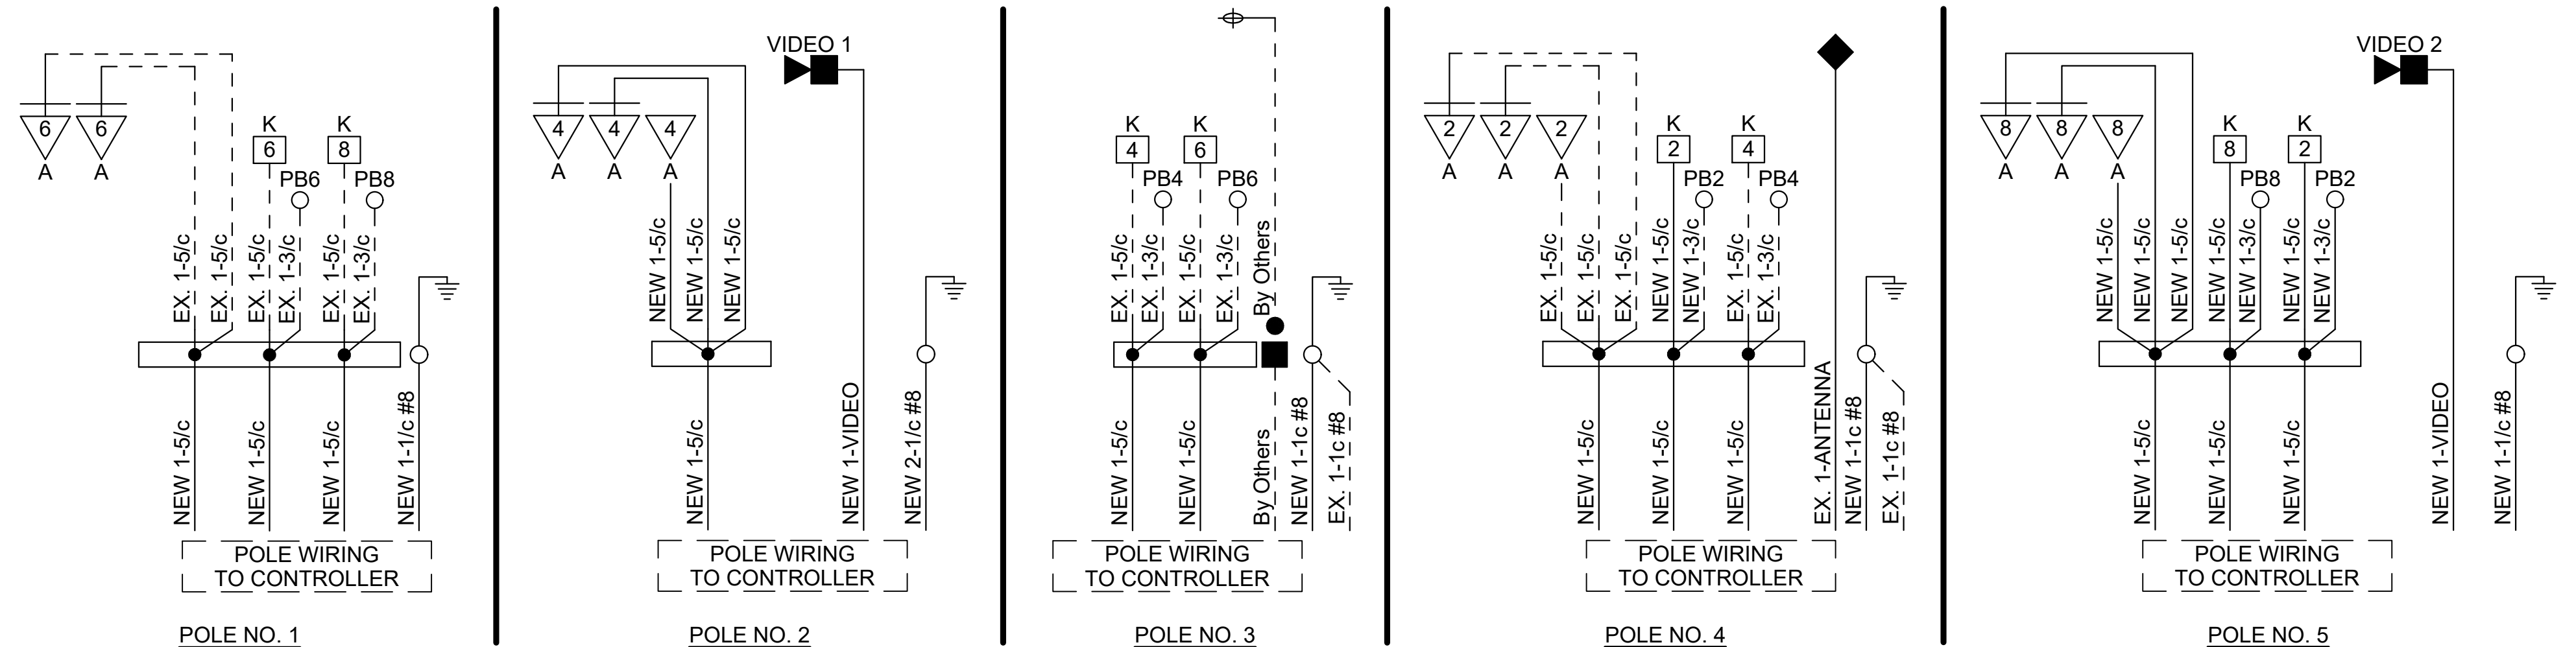 6
6
A
A
K
6
K
8
PB6
PB8
EX. 1-5/c
EX. 1-5/c
EX. 1-5/c
EX. 1-3/c
EX. 1-5/c
EX. 1-3/c
NEW 1-5/c
NEW 1-5/c
NEW 1-5/c
NEW 1-1/c #8
POLE WIRING
TO CONTROLLER
POLE NO. 1
VIDEO 1
4
4
4
A
A
A
NEW 1-5/c
NEW 1-5/c
NEW 1-5/c
NEW 1-5/c
NEW 1-VIDEO
NEW 2-1/c #8
POLE WIRING
TO CONTROLLER
POLE NO. 2
K
4
K
6
PB4
PB6
EX. 1-5/c
EX. 1-3/c
EX. 1-5/c
EX. 1-3/c
By Others
NEW 1-5/c
NEW 1-5/c
By Others
NEW 1-1c #8
EX. 1-1c #8
POLE WIRING
TO CONTROLLER
POLE NO. 3
2
2
2
A
A
A
K
2
K
4
PB2
PB4
EX. 1-5/c
EX. 1-5/c
EX. 1-5/c
NEW 1-5/c
NEW 1-3/c
EX. 1-5/c
EX. 1-3/c
NEW 1-5/c
NEW 1-5/c
NEW 1-5/c
EX. 1-ANTENNA
NEW 1-1c #8
EX. 1-1c #8
POLE WIRING
TO CONTROLLER
POLE NO. 4
VIDEO 2
8
8
8
A
A
A
K
8
K
2
PB8
PB2
NEW 1-5/c
NEW 1-5/c
NEW 1-5/c
NEW 1-5/c
NEW 1-3/c
NEW 1-5/c
NEW 1-3/c
NEW 1-5/c
NEW 1-5/c
NEW 1-5/c
NEW 1-VIDEO
NEW 1-1/c #8
POLE WIRING
TO CONTROLLER
POLE NO. 5